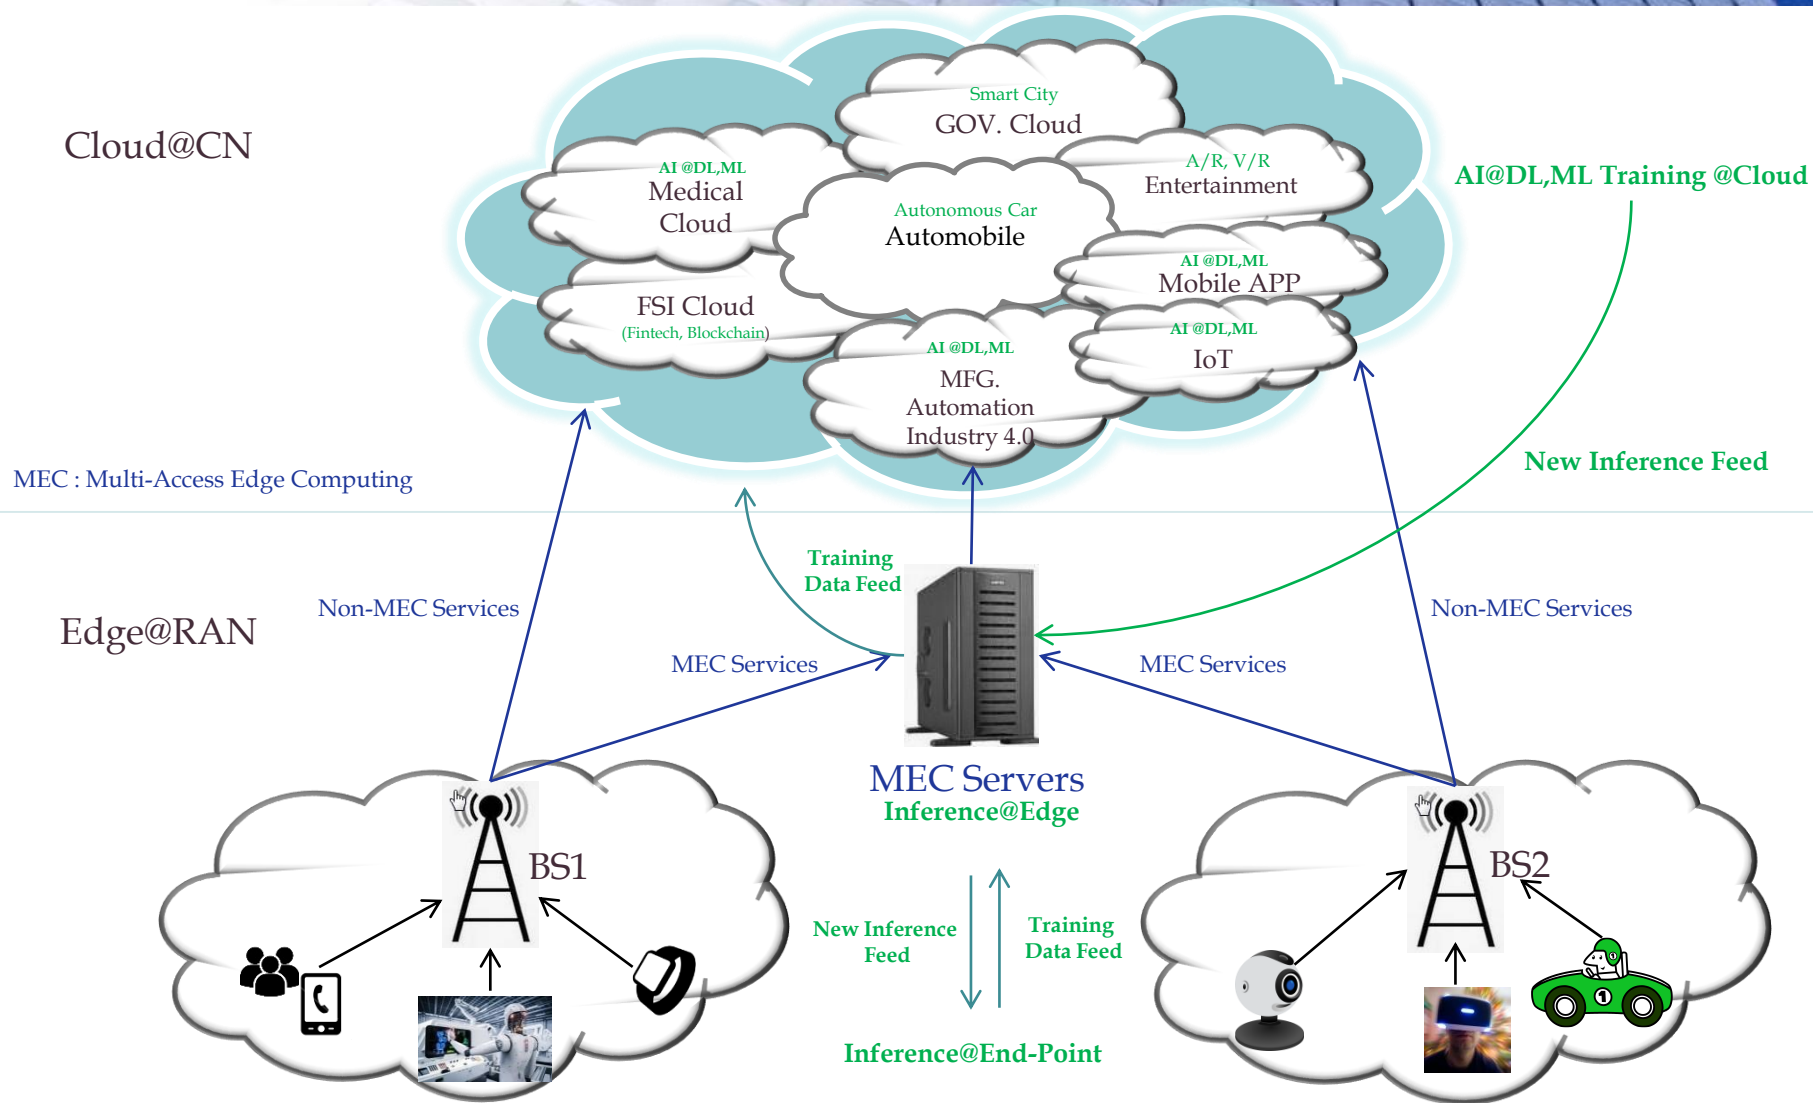 Smart City
GOV. Cloud
Cloud@CN
AI @DL,ML
Medical
Cloud
A/R, V/R
Entertainment
AI@DL,ML Training @Cloud
Autonomous Car
Automobile
AI @DL,ML
Mobile APP
FSI Cloud
(Fintech, Blockchain)
AI @DL,ML
IoT
AI @DL,ML
MFG.
Automation
Industry 4.0
New Inference Feed
MEC : Multi-Access Edge Computing
Training
Data Feed
Edge@RAN
Non-MEC Services
Non-MEC Services
MEC Services
MEC Services
MEC Servers
Inference@Edge
BS1
BS2
New Inference
Feed
Training
Data Feed
1
1
Inference@End-Point